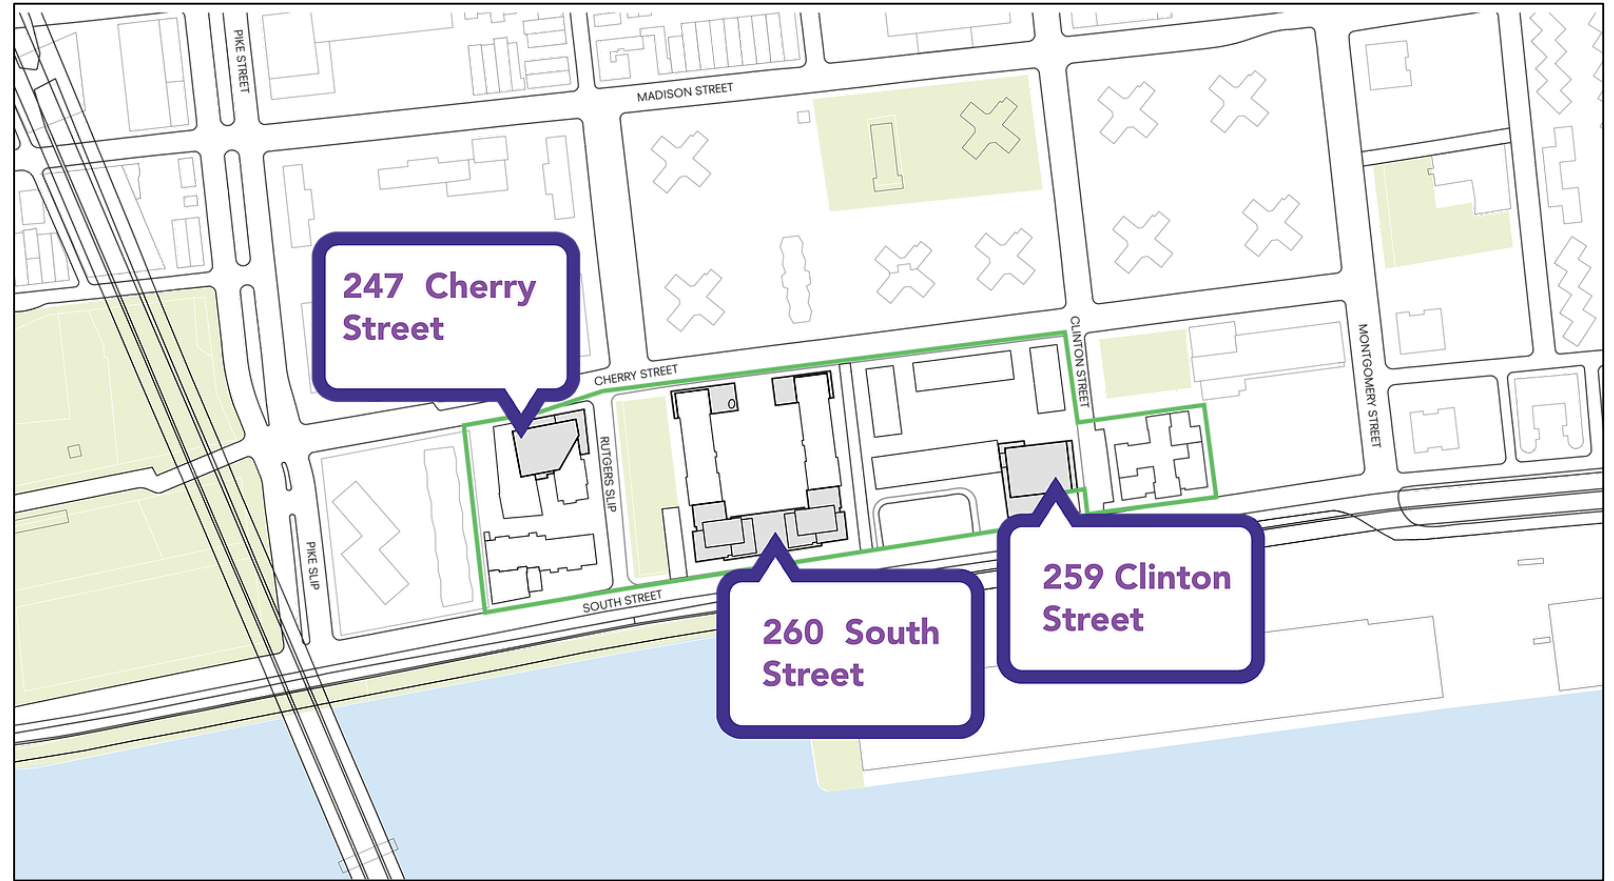 PIKE STREET
MADISON STREET
247 Cherry
Street
CHERRY STREET
CLINTON STREET
MONTGOMERY STREET
RUTGERS SLIP
PIKE SLIP
SOUTH STREET
259 Clinton
Street
260 South
Street